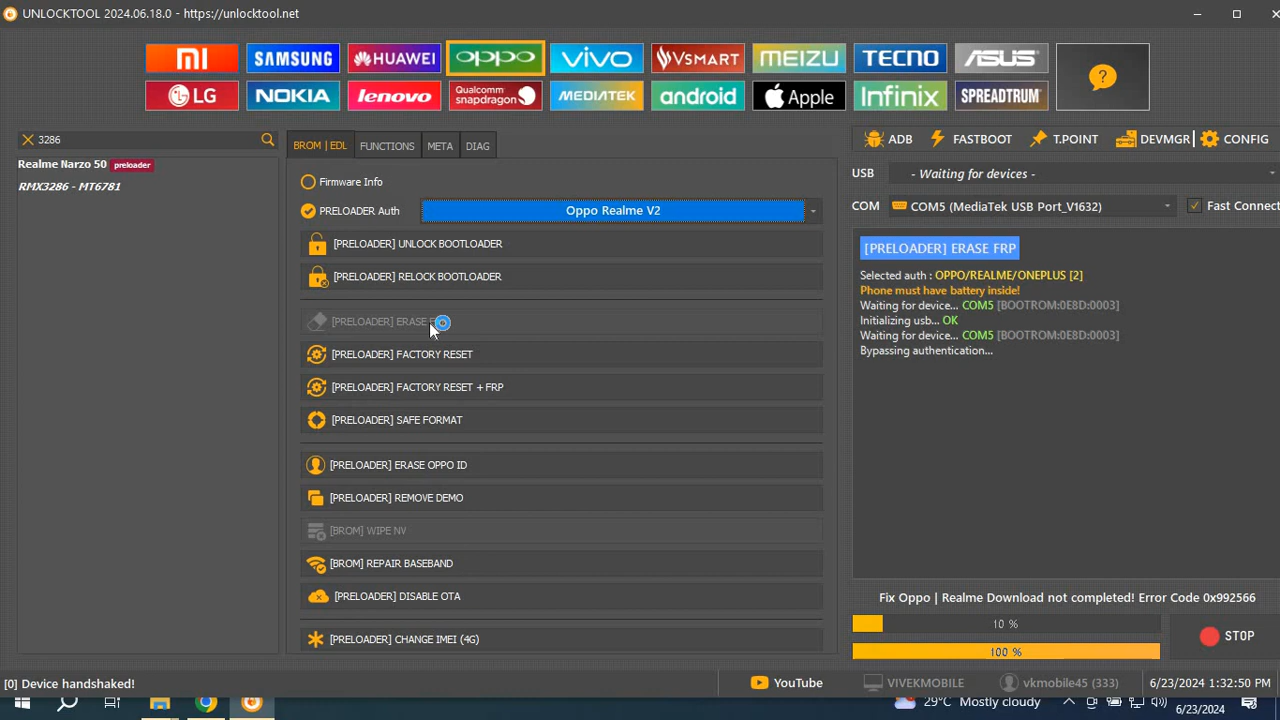 UNLOCKTOOL 2024.06.18.0 - https://unlocktool.net
MI
SAMSUNG
HUAWEI
oppo
vivo
VSMART
MEIZU
TECNO
ASUS
LG
NOKIA
lenovo
Qualcomm snapdragon
MEDIATEK
android
Apple
Infinix
SPREADTRUM
?
3286
Realme Narzo 50 preloader
RMX3286 - MT6781
BROM | EDL
FUNCTIONS
META
DIAG
Firmware Info
PRELOADER Auth
Oppo Realme V2
[PRELOADER] UNLOCK BOOTLOADER
[PRELOADER] RELOCK BOOTLOADER
[PRELOADER] ERASE
[PRELOADER] FACTORY RESET
[PRELOADER] FACTORY RESET + FRP
[PRELOADER] SAFE FORMAT
[PRELOADER] ERASE OPPO ID
[PRELOADER] REMOVE DEMO
[BROM] WIPE NV
[BROM] REPAIR BASEBAND
[PRELOADER] DISABLE OTA
[PRELOADER] CHANGE IMEI (4G)
ADB
FASTBOOT
T.POINT
DEVMGR
CONFIG
USB
- Waiting for devices -
COM
COM5 (MediaTek USB Port_V1632)
Fast Connect
[PRELOADER] ERASE FRP
Selected auth : OPPO/REALME/ONEPLUS [2]
Phone must have battery inside!
Waiting for device... COM5 [BOOTROM:0E8D:0003]
Initializing usb... OK
Waiting for device... COM5 [BOOTROM:0E8D:0003]
Bypassing authentication...
Fix Oppo | Realme Download not completed! Error Code 0x992566
10 %
100 %
STOP
[0] Device handshaked!
YouTube
VIVEKMOBILE
vkmobile45 (333)
6/23/2024 1:32:50 PM
29°C Mostly cloudy
6/23/2024